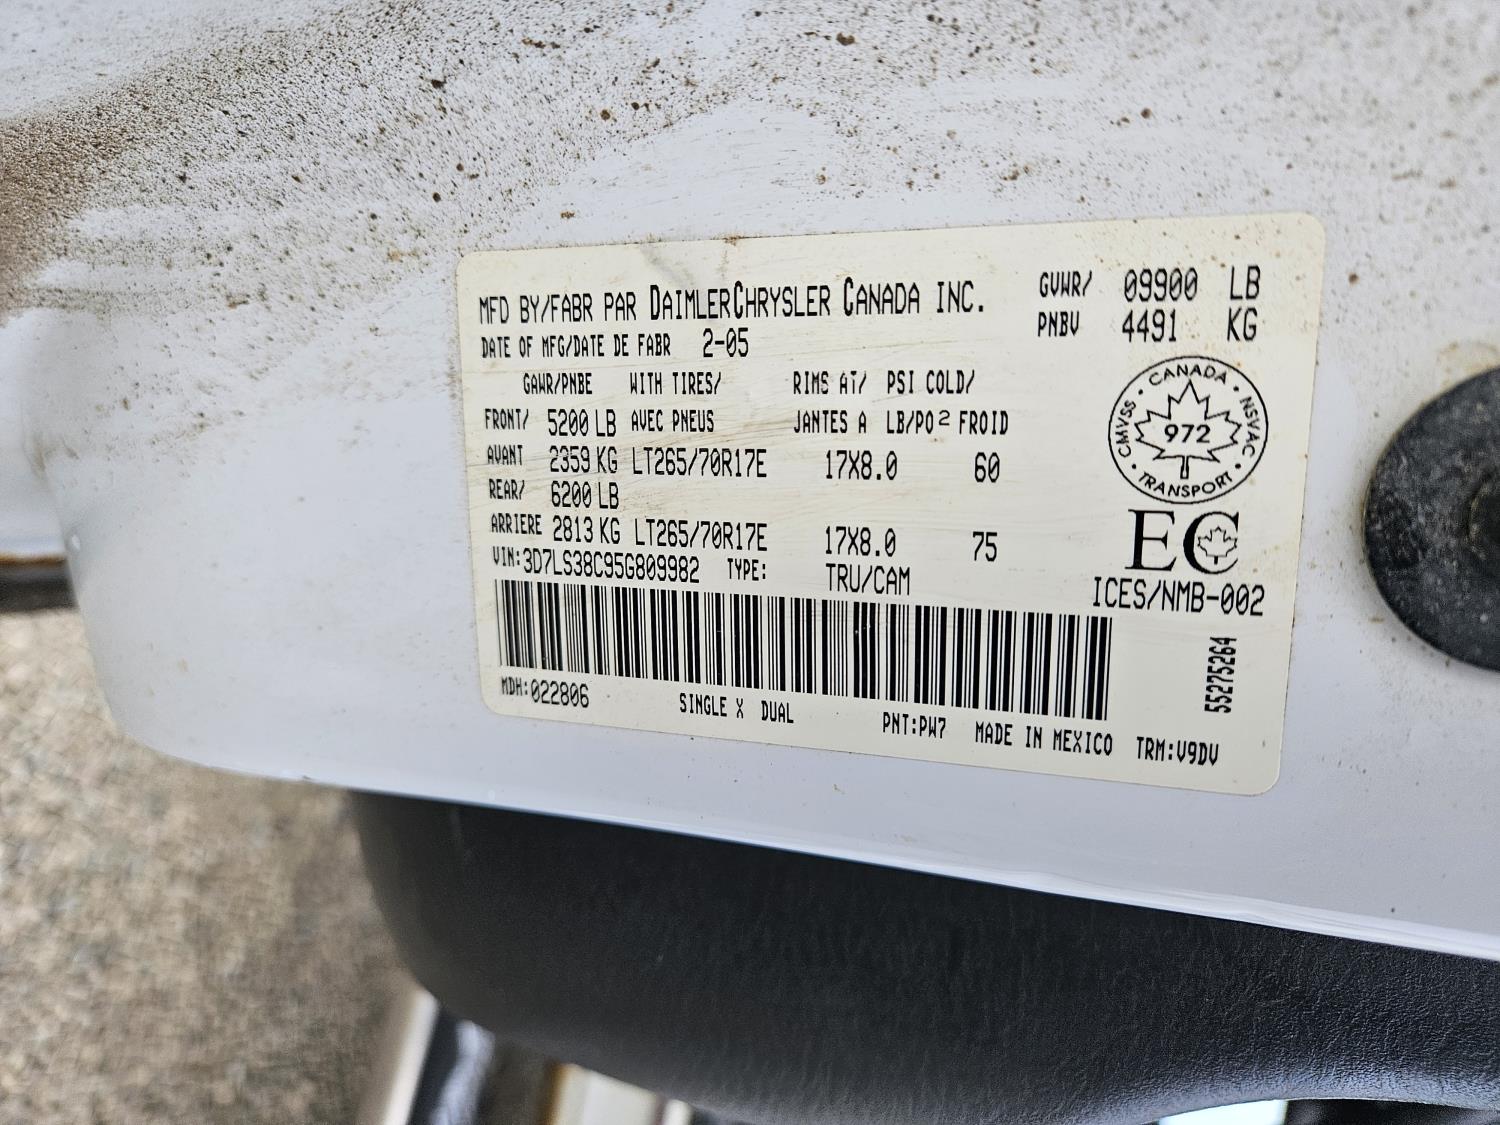 MFD BY/FABR PAR DAIMLERCHRYSLER CANADA INC. GVWR/ 09900 LB
DATE OF MFG/DATE DE FABR 2-05 PNBV 4491 KG
GAWR/PNBE WITH TIRES/ RIMS AT/ PSI COLD/
FRONT/ 5200 LB AVEC PNEUS JANTES A LB/PO² FROID
AVANT 2359 KG LT265/70R17E 17X8.0 60
REAR/ 6200 LB
ARRIERE 2813 KG LT265/70R17E 17X8.0 75
VIN:3D7LS38C95G809982 TYPE: TRU/CAM
CANADA
CMVSS 972 NSVAC
TRANSPORT
EC
ICES/NMB-002
55275264
MDH:022806 SINGLE X DUAL PNT:PW7 MADE IN MEXICO TRM:V9DV